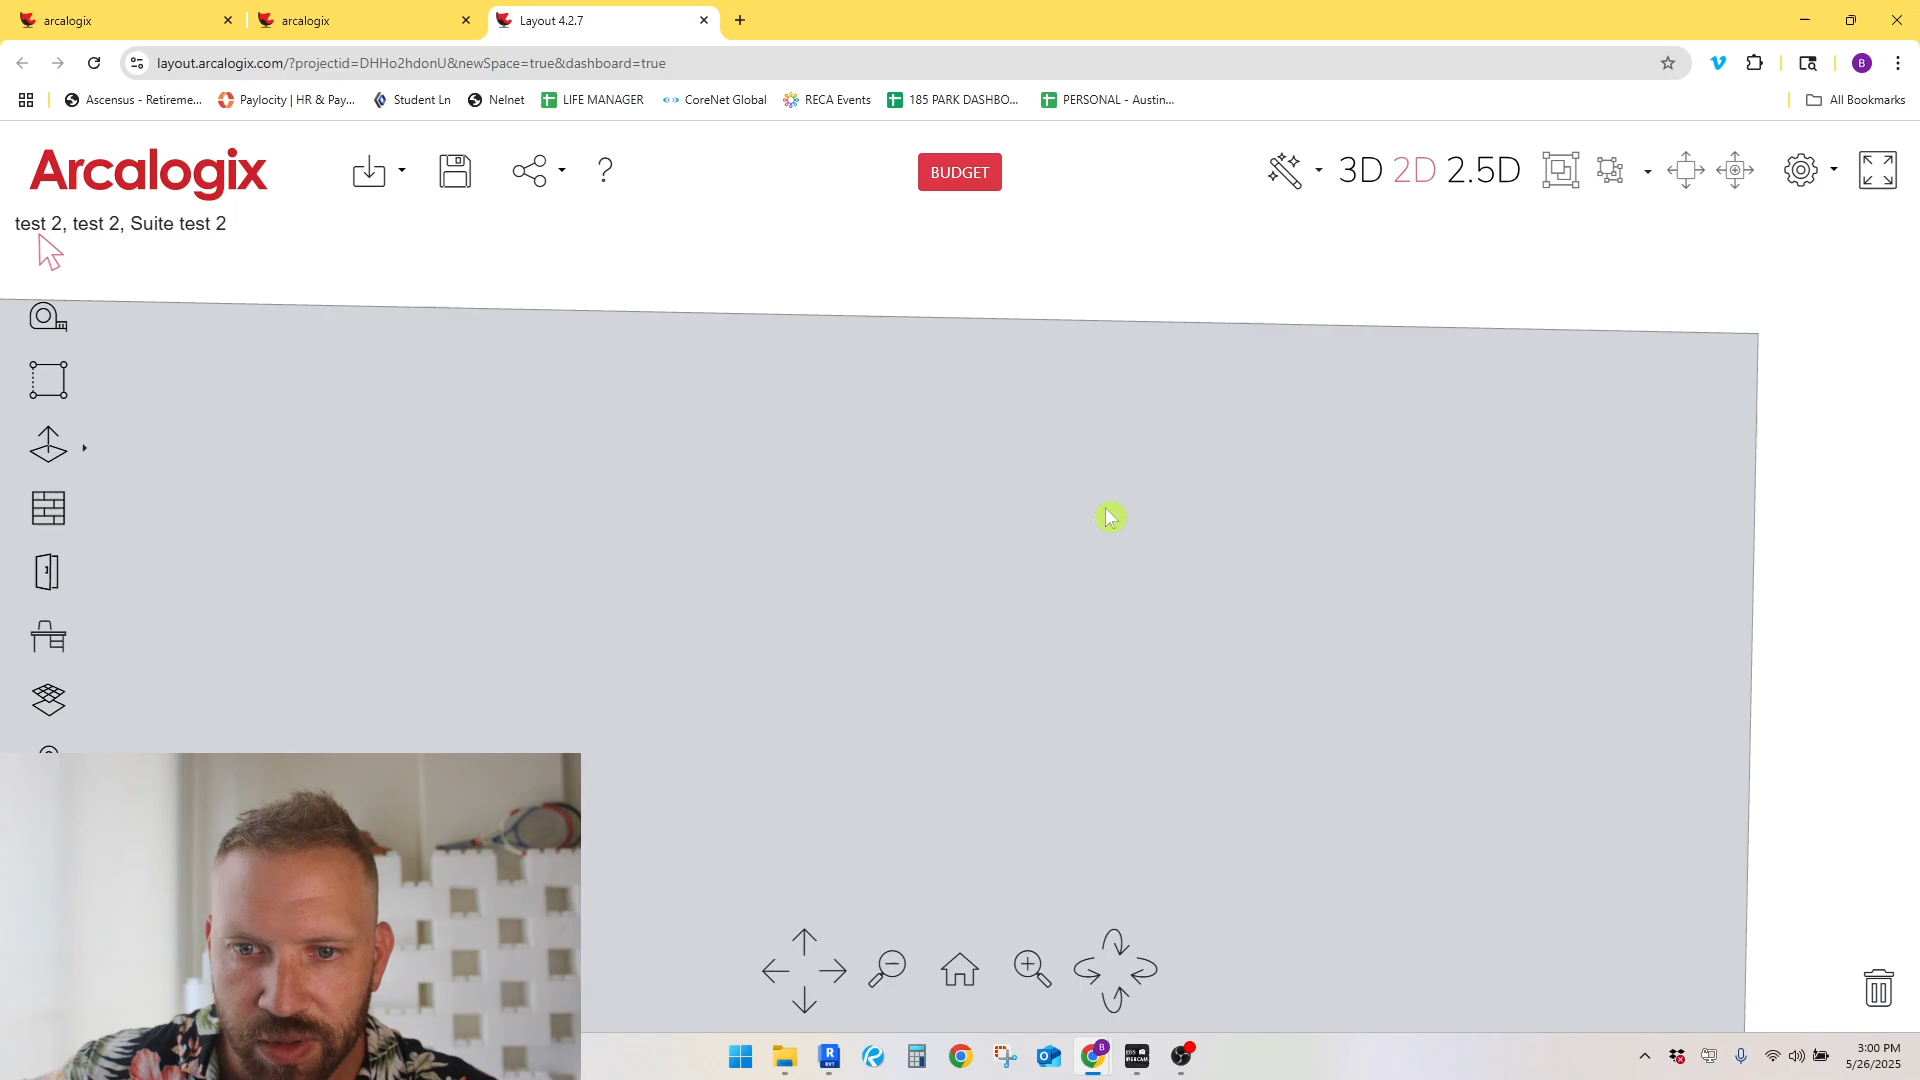 arcalogix
arcalogix
Layout 4.2.7
layout.arcalogix.com/?projectid=DHHo2hdonU&newSpace=true&dashboard=true
B
Ascensus - Retireme...
Paylocity | HR & Pay...
Student Ln
Nelnet
LIFE MANAGER
CoreNet Global
RECA Events
185 PARK DASHBO...
PERSONAL - Austin...
All Bookmarks
Arcalogix
?
BUDGET
3D 2D 2.5D
test 2, test 2, Suite test 2
3:00 PM
5/26/2025